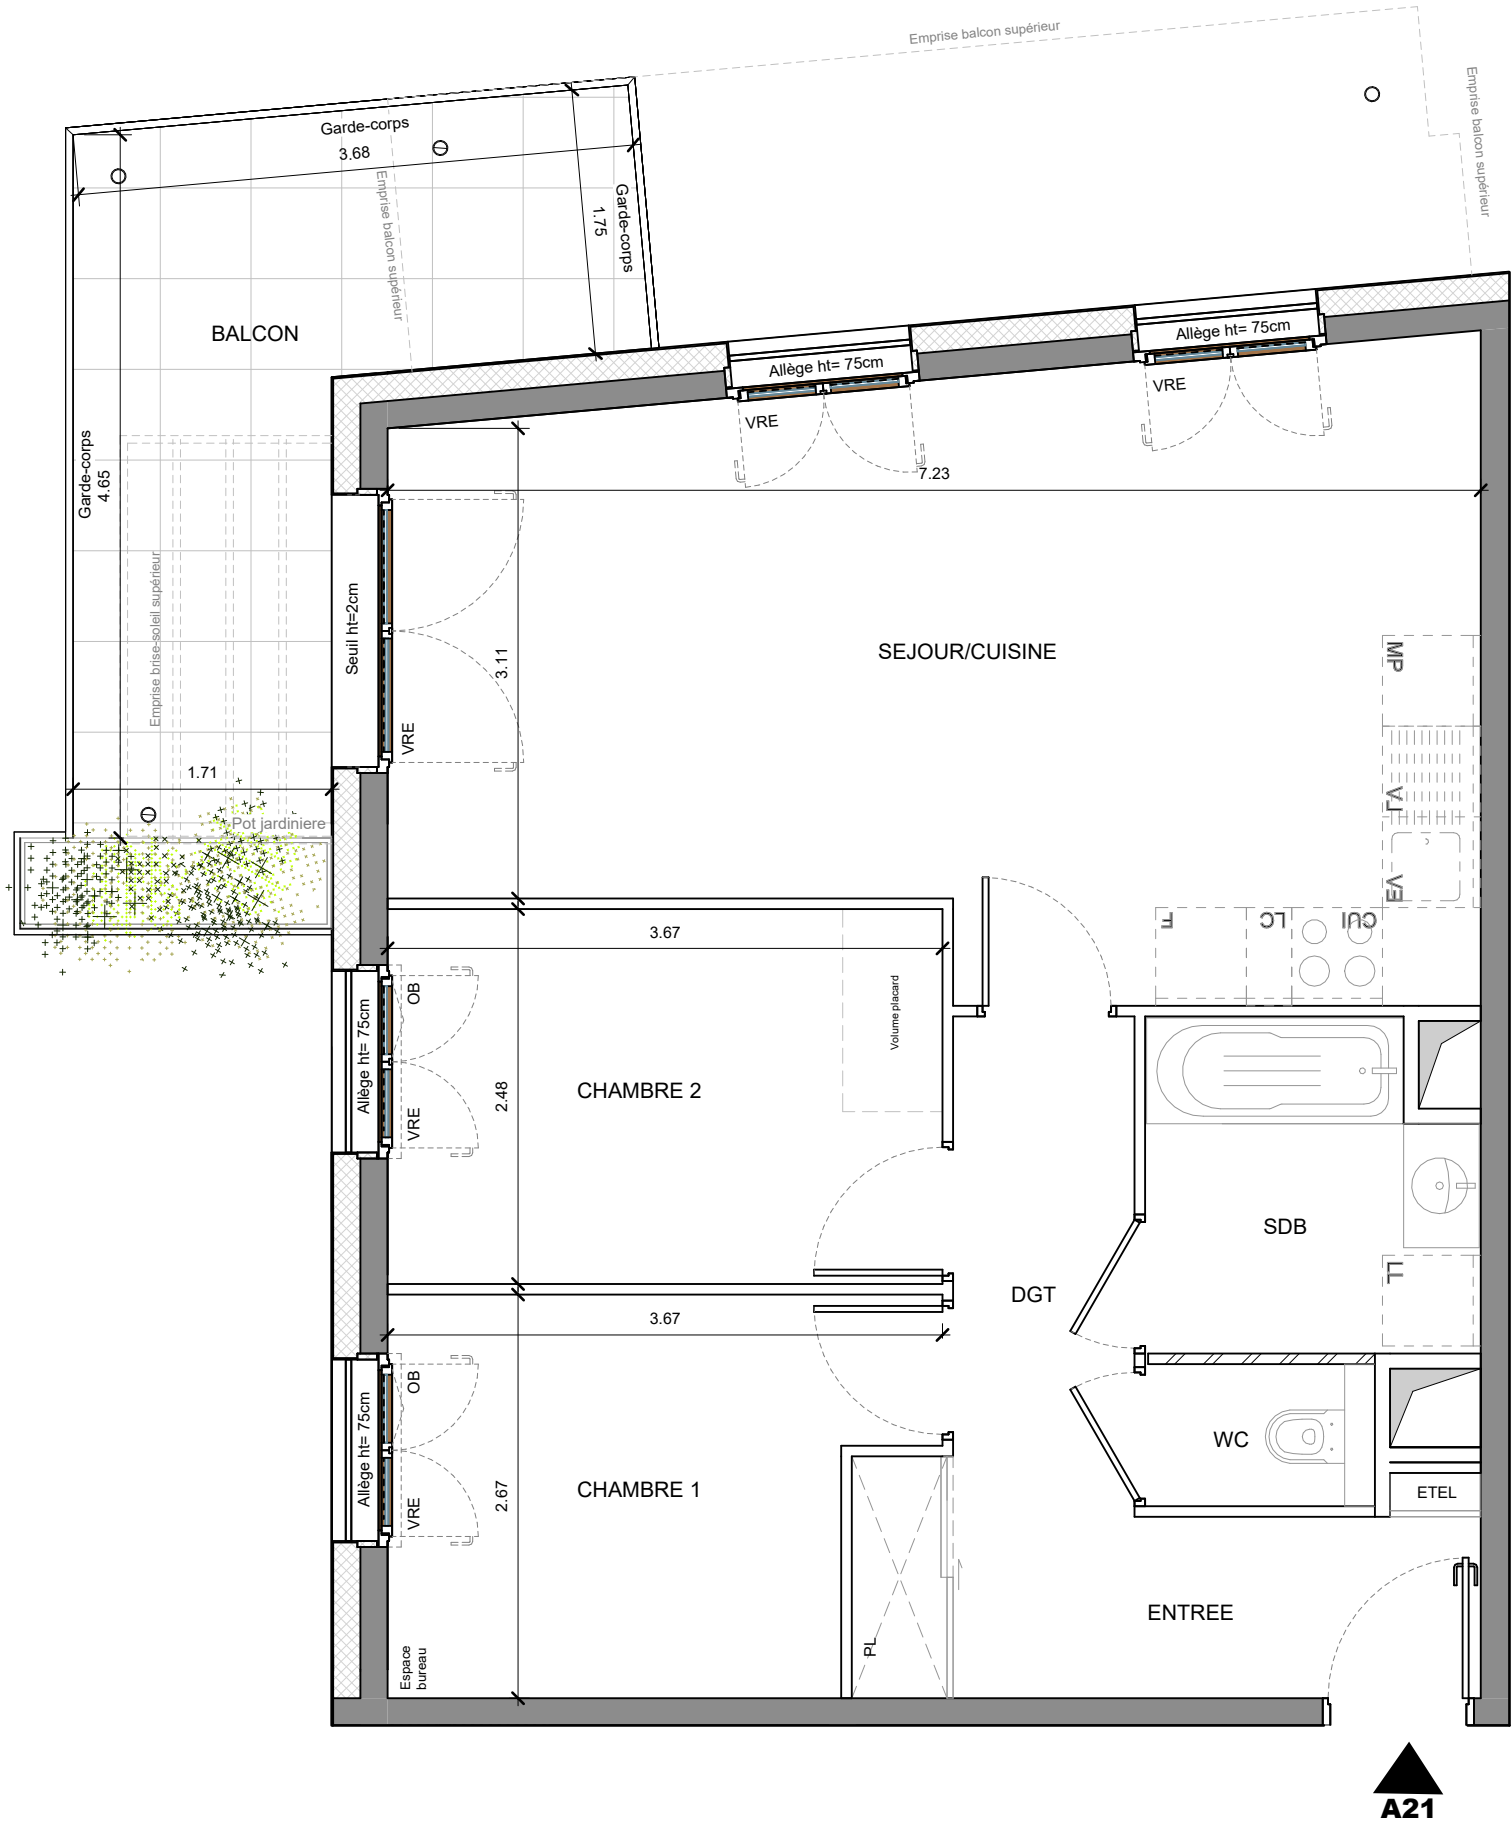 Emprise balcon supérieur
Emprise balcon supérieur
Garde-corps
3.68
Emprise balcon supérieur
Garde-corps
1.75
BALCON
Allège ht= 75cm
VRE
Allège ht= 75cm
VRE
7.23
Garde-corps
4.65
Emprise brise-soleil supérieur
Seuil ht=2cm
VRE
3.11
SEJOUR/CUISINE
MP
LV
EV
1.71
Pot jardiniere
F
LC
CUI
3.67
Volume placard
Allège ht= 75cm
OB
VRE
2.48
CHAMBRE 2
SDB
LL
DGT
3.67
Allège ht= 75cm
OB
VRE
2.67
CHAMBRE 1
WC
ETEL
PL
ENTREE
Espace
bureau
A21